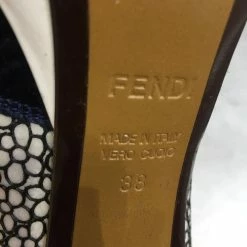 FENDI
MADE IN ITALY
VERO CUOIO
38